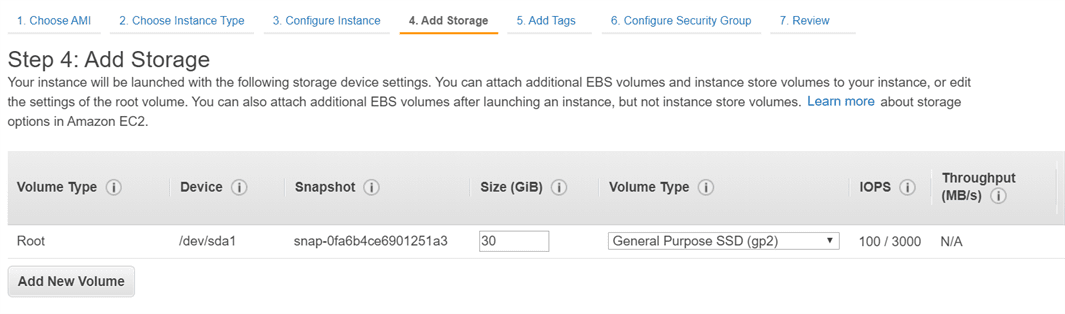 1. Choose AMI 2. Choose Instance Type 3. Configure Instance 4. Add Storage 5. Add Tags 6. Configure Security Group 7. Review
Step 4: Add Storage
Your instance will be launched with the following storage device settings. You can attach additional EBS volumes and instance store volumes to your instance, or edit
the settings of the root volume. You can also attach additional EBS volumes after launching an instance, but not instance store volumes. Learn more about storage
options in Amazon EC2.
Volume Type i Device i Snapshot i Size (GiB) i Volume Type i IOPS i Throughput
(MB/s) i
Root /dev/sda1 snap-0fa6b4ce6901251a3 30 General Purpose SSD (gp2) 100 / 3000 N/A
Add New Volume